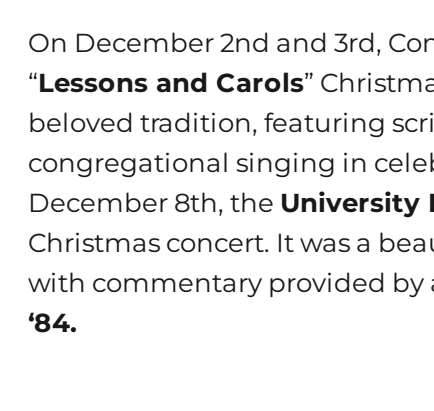 On December 2nd and 3rd, Con
“Lessons and Carols” Christma
beloved tradition, featuring scri
congregational singing in celeb
December 8th, the University
Christmas concert. It was a beau
with commentary provided by a
‘84.